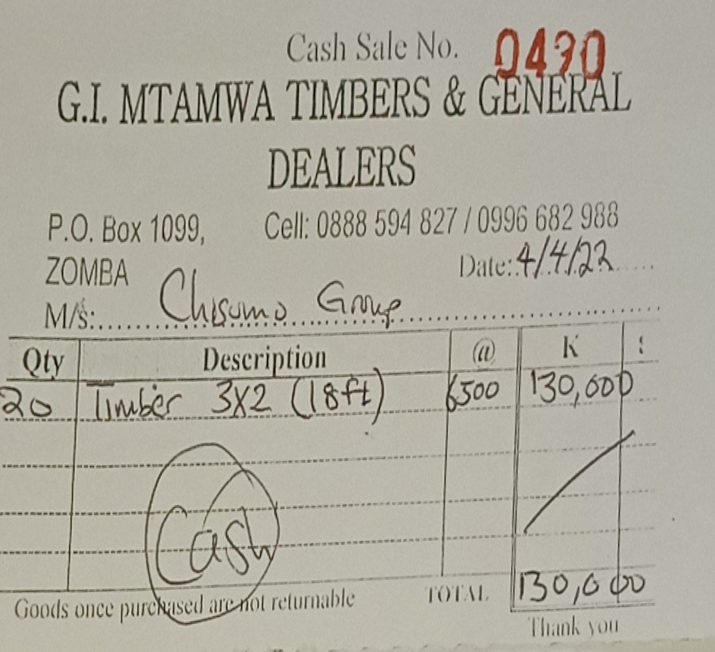 Cash Sale No. 0430
G.I. MTAMWA TIMBERS & GENERAL
DEALERS
P.O. Box 1099, Cell: 0888 594 827 / 0996 682 988
ZOMBA Date: 4/4/22
M/s: Chisumo Group
Qty Description @ K :
20 Timber 3x2 (18ft) 6500 130,000
Cash
Goods once purchased are not returnable TOTAL 130,000
Thank you